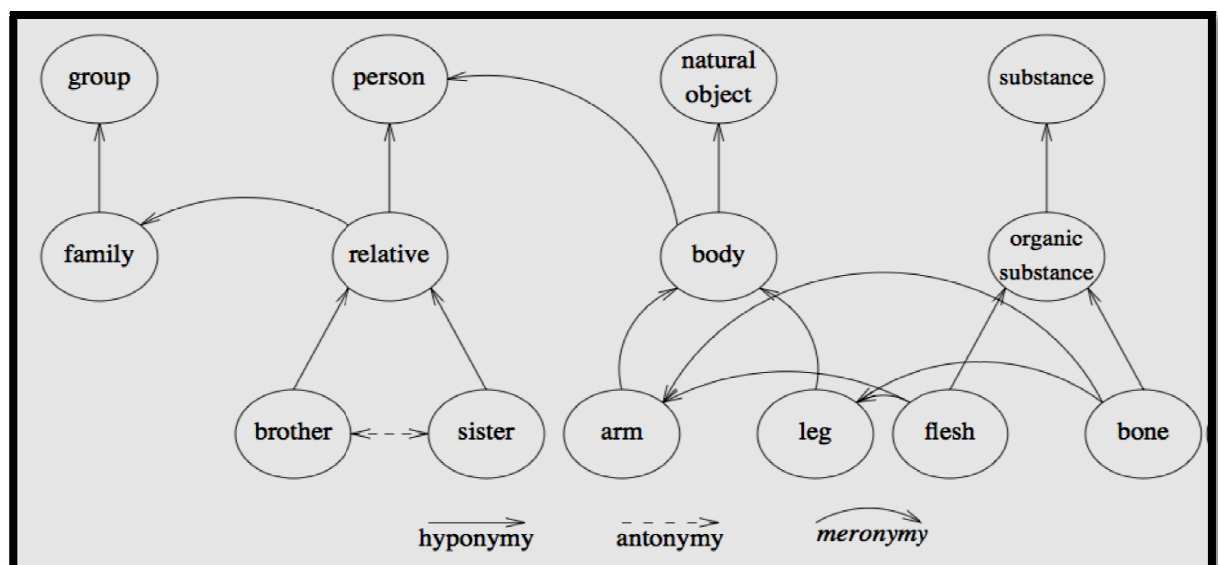 group
person
natural
object
substance
family
relative
body
organic
substance
brother
sister
arm
leg
flesh
bone
hyponymy
antonymy
meronymy